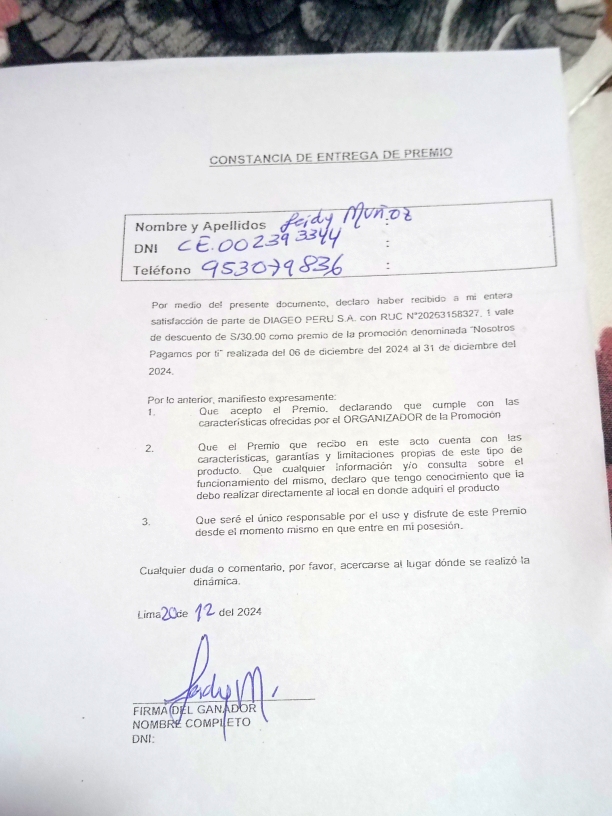 CONSTANCIA DE ENTREGA DE PREMIO
Nombre y Apellidos Leidy Muñoz :
DNI CE.002393344 :
Teléfono 953079836 :
Por medio del presente documento, declaro haber recibido a mi entera
satisfacción de parte de DIAGEO PERU S.A. con RUC N°20263158327, 1 vale
de descuento de S/30.00 como premio de la promoción denominada "Nosotros
Pagamos por ti" realizada del 06 de diciembre del 2024 al 31 de diciembre del
2024.
Por lo anterior, manifiesto expresamente:
1. Que acepto el Premio, declarando que cumple con las
características ofrecidas por el ORGANIZADOR de la Promoción
2. Que el Premio que recibo en este acto cuenta con las
características, garantías y limitaciones propias de este tipo de
producto. Que cualquier información y/o consulta sobre el
funcionamiento del mismo, declaro que tengo conocimiento que la
debo realizar directamente al local en donde adquirí el producto
3. Que seré el único responsable por el uso y disfrute de este Premio
desde el momento mismo en que entre en mi posesión.
Cualquier duda o comentario, por favor, acercarse al lugar dónde se realizó la
dinámica.
Lima 20 de 12 del 2024
Leidy M.
FIRMA DEL GANADOR
NOMBRE COMPLETO
DNI: